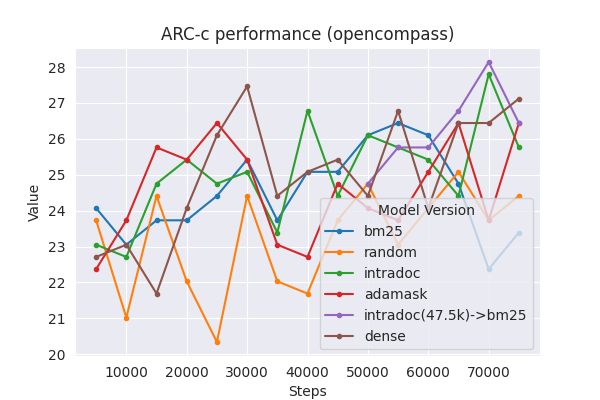 ARC-c performance (opencompass)
Value
28
27
26
25
24
23
22
21
20
Model Version
bm25
random
intradoc
adamask
intradoc(47.5k)->bm25
dense
10000 20000 30000 40000 50000 60000 70000
Steps